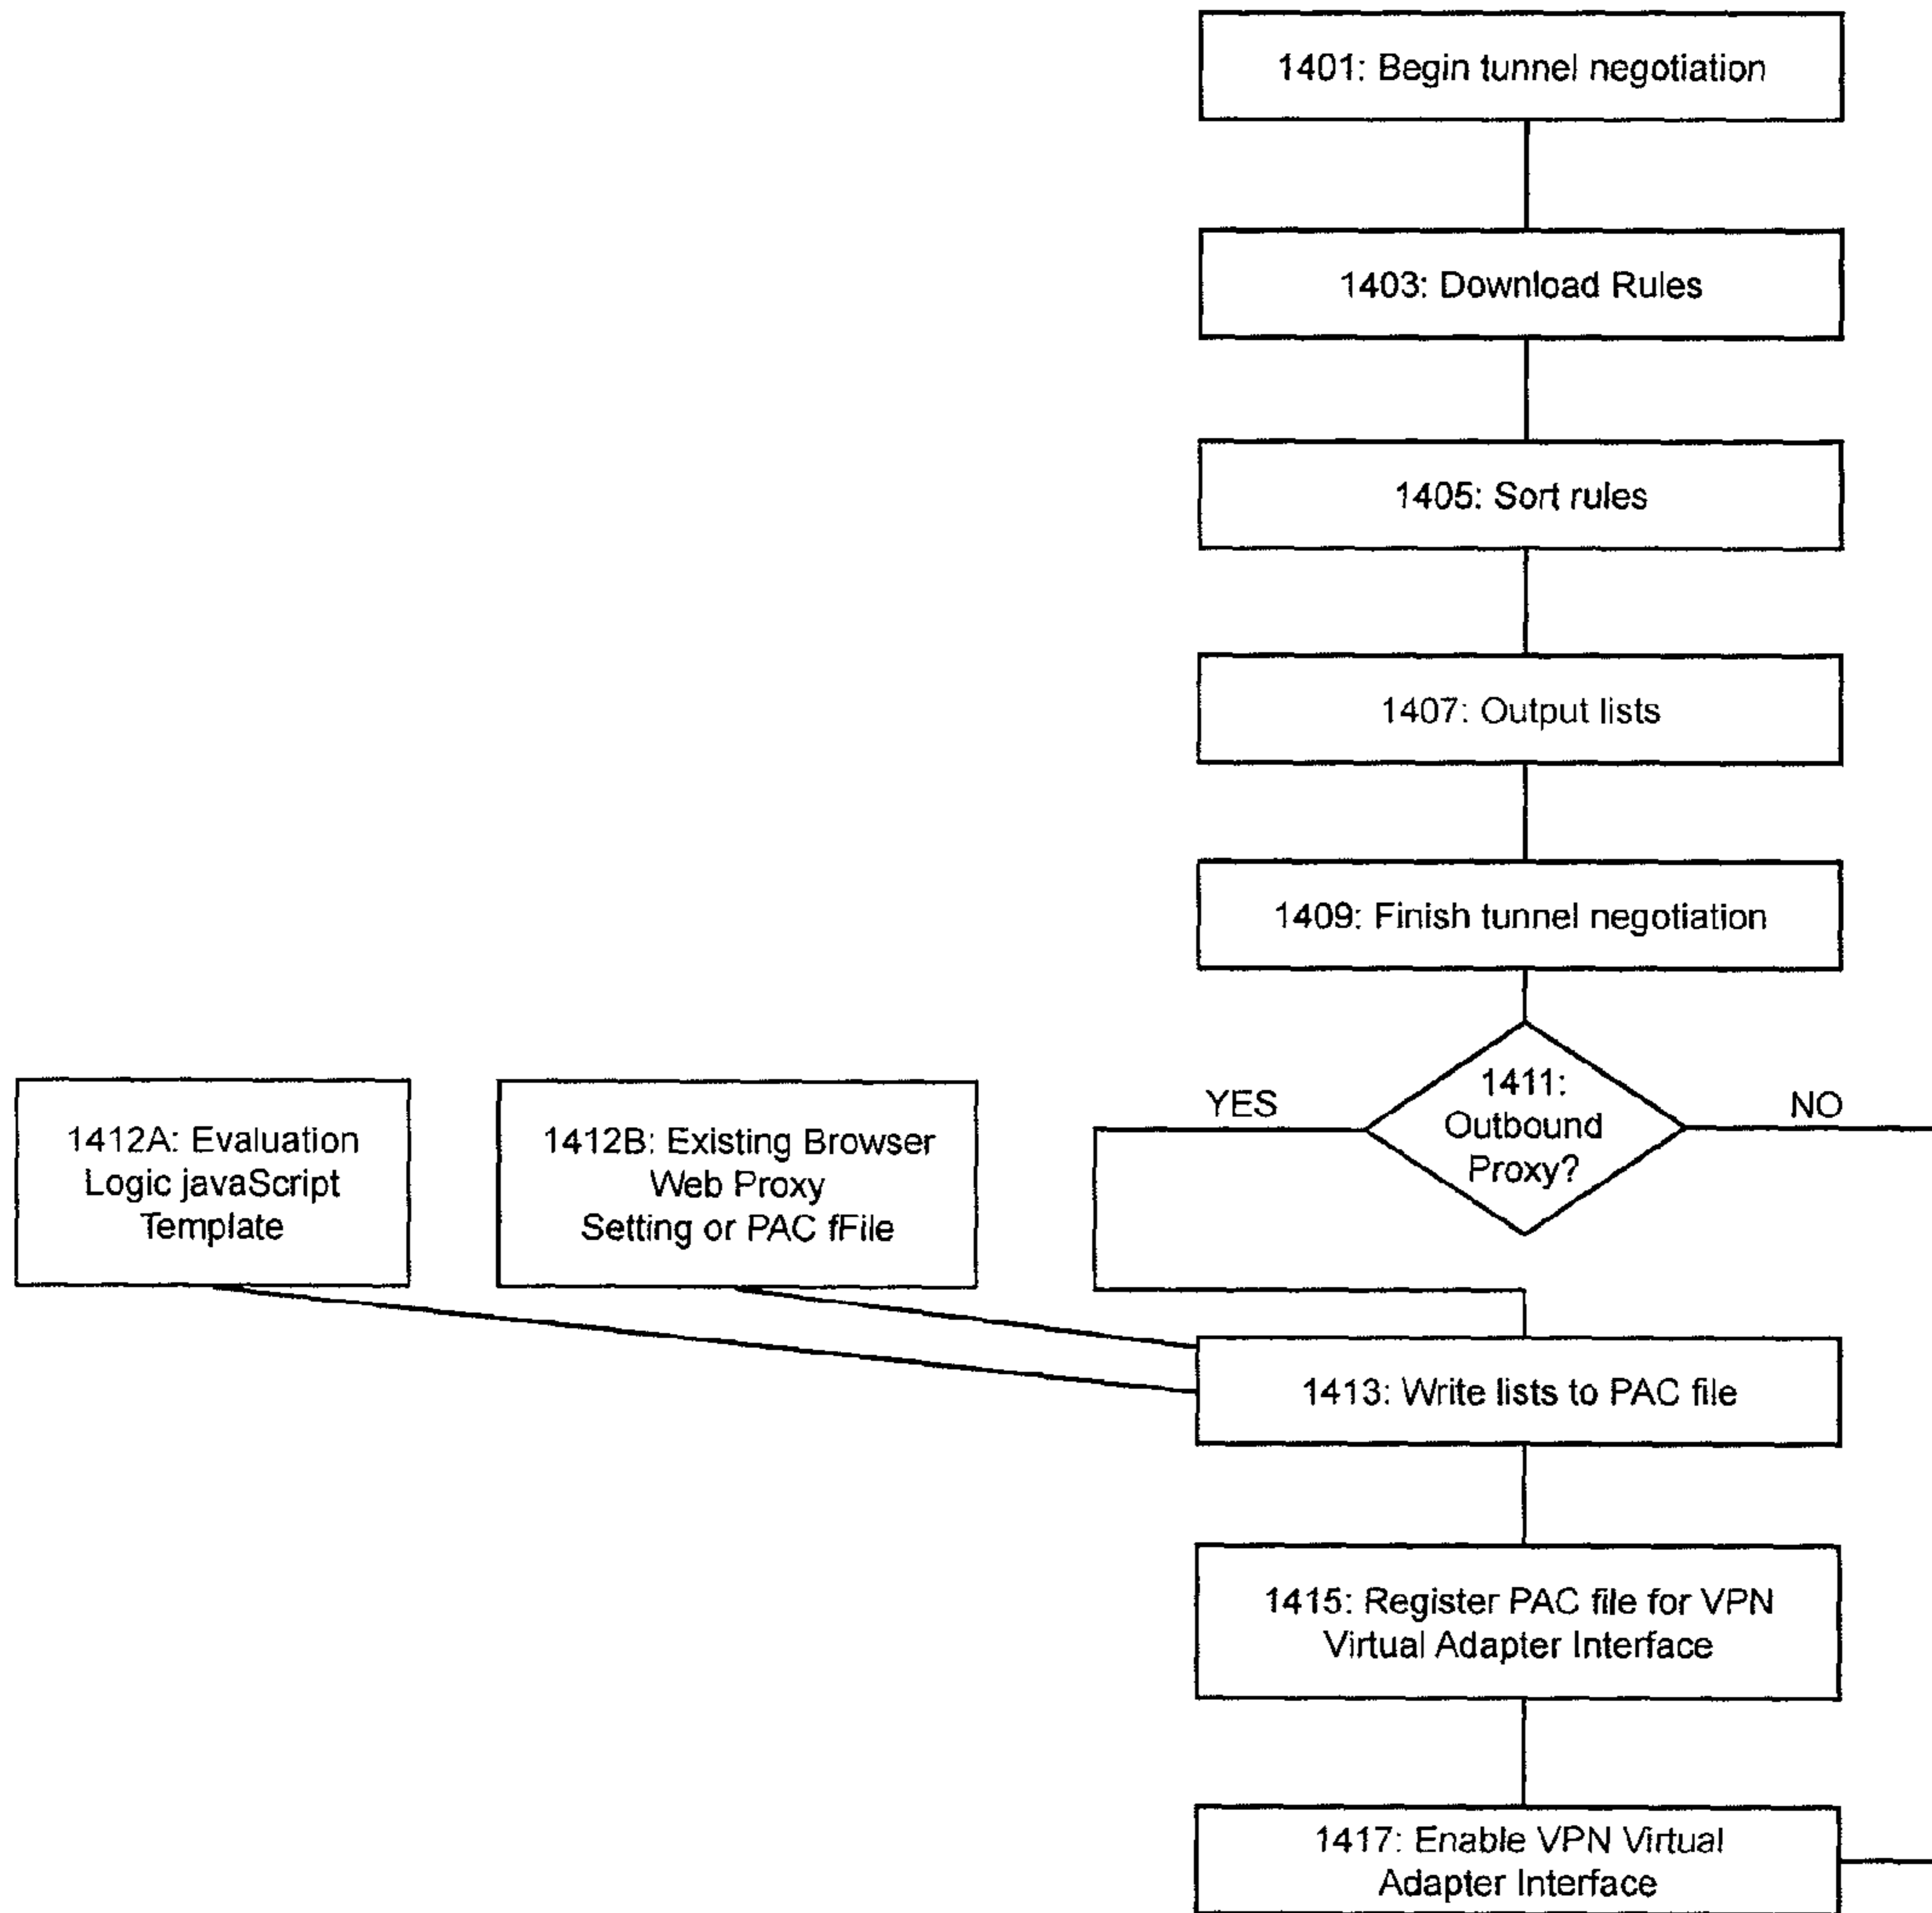 1401: Begin tunnel negotiation
1403: Download Rules
1405: Sort rules
1407: Output lists
1409: Finish tunnel negotiation
1411:
Outbound
Proxy?
YES
NO
1412A: Evaluation
Logic javaScript
Template
1412B: Existing Browser
Web Proxy
Setting or PAC fFile
1413: Write lists to PAC file
1415: Register PAC file for VPN
Virtual Adapter Interface
1417: Enable VPN Virtual
Adapter Interface